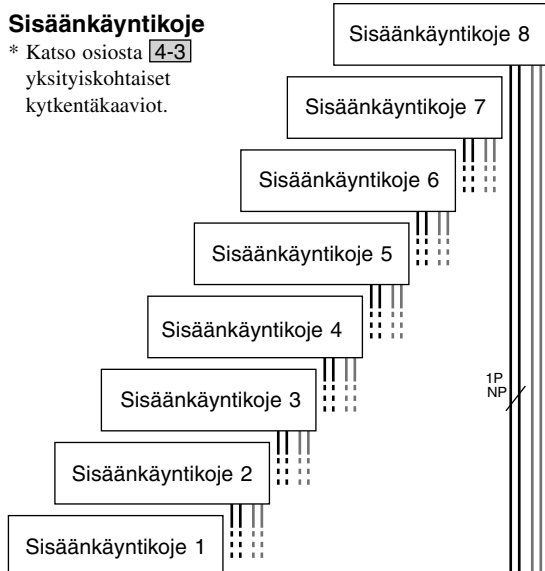 Sisäänkäyntikoje
* Katso osiosta 4-3
yksityiskohtaiset
kytkentäkaaviot.
Sisäänkäyntikoje 8
Sisäänkäyntikoje 7
Sisäänkäyntikoje 6
Sisäänkäyntikoje 5
Sisäänkäyntikoje 4
1P
NP
Sisäänkäyntikoje 3
Sisäänkäyntikoje 2
Sisäänkäyntikoje 1